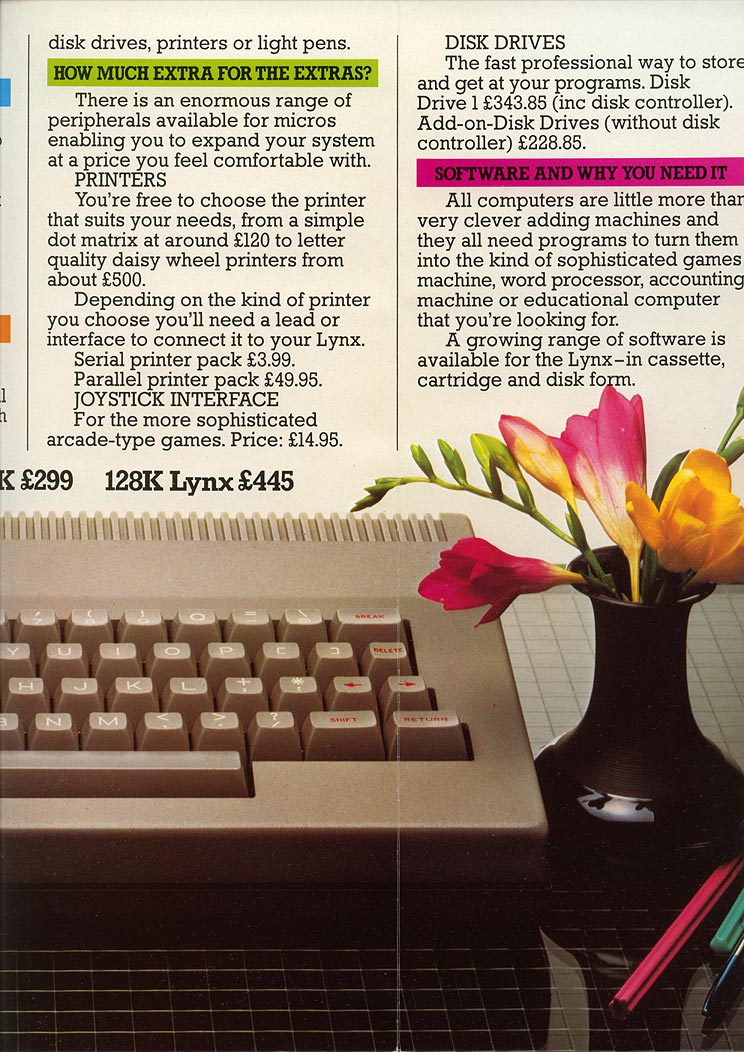 disk drives, printers or light pens.
HOW MUCH EXTRA FOR THE EXTRAS?
There is an enormous range of
peripherals available for micros
enabling you to expand your system
at a price you feel comfortable with.
PRINTERS
You're free to choose the printer
that suits your needs, from a simple
dot matrix at around £120 to letter
quality daisy wheel printers from
about £500.
Depending on the kind of printer
you choose you'll need a lead or
interface to connect it to your Lynx.
Serial printer pack £3.99.
Parallel printer pack £49.95.
JOYSTICK INTERFACE
For the more sophisticated
arcade-type games. Price: £14.95.
DISK DRIVES
The fast professional way to store
and get at your programs. Disk
Drive 1 £343.85 (inc disk controller).
Add-on-Disk Drives (without disk
controller) £228.85.
SOFTWARE AND WHY YOU NEED IT
All computers are little more than
very clever adding machines and
they all need programs to turn them
into the kind of sophisticated games
machine, word processor, accounting
machine or educational computer
that you're looking for.
A growing range of software is
available for the Lynx–in cassette,
cartridge and disk form.
K £299 128K Lynx £445
BREAK
Y U I O P [ ] DELETE
H J K L + * ← →
B N M < > ? / SHIFT RETURN